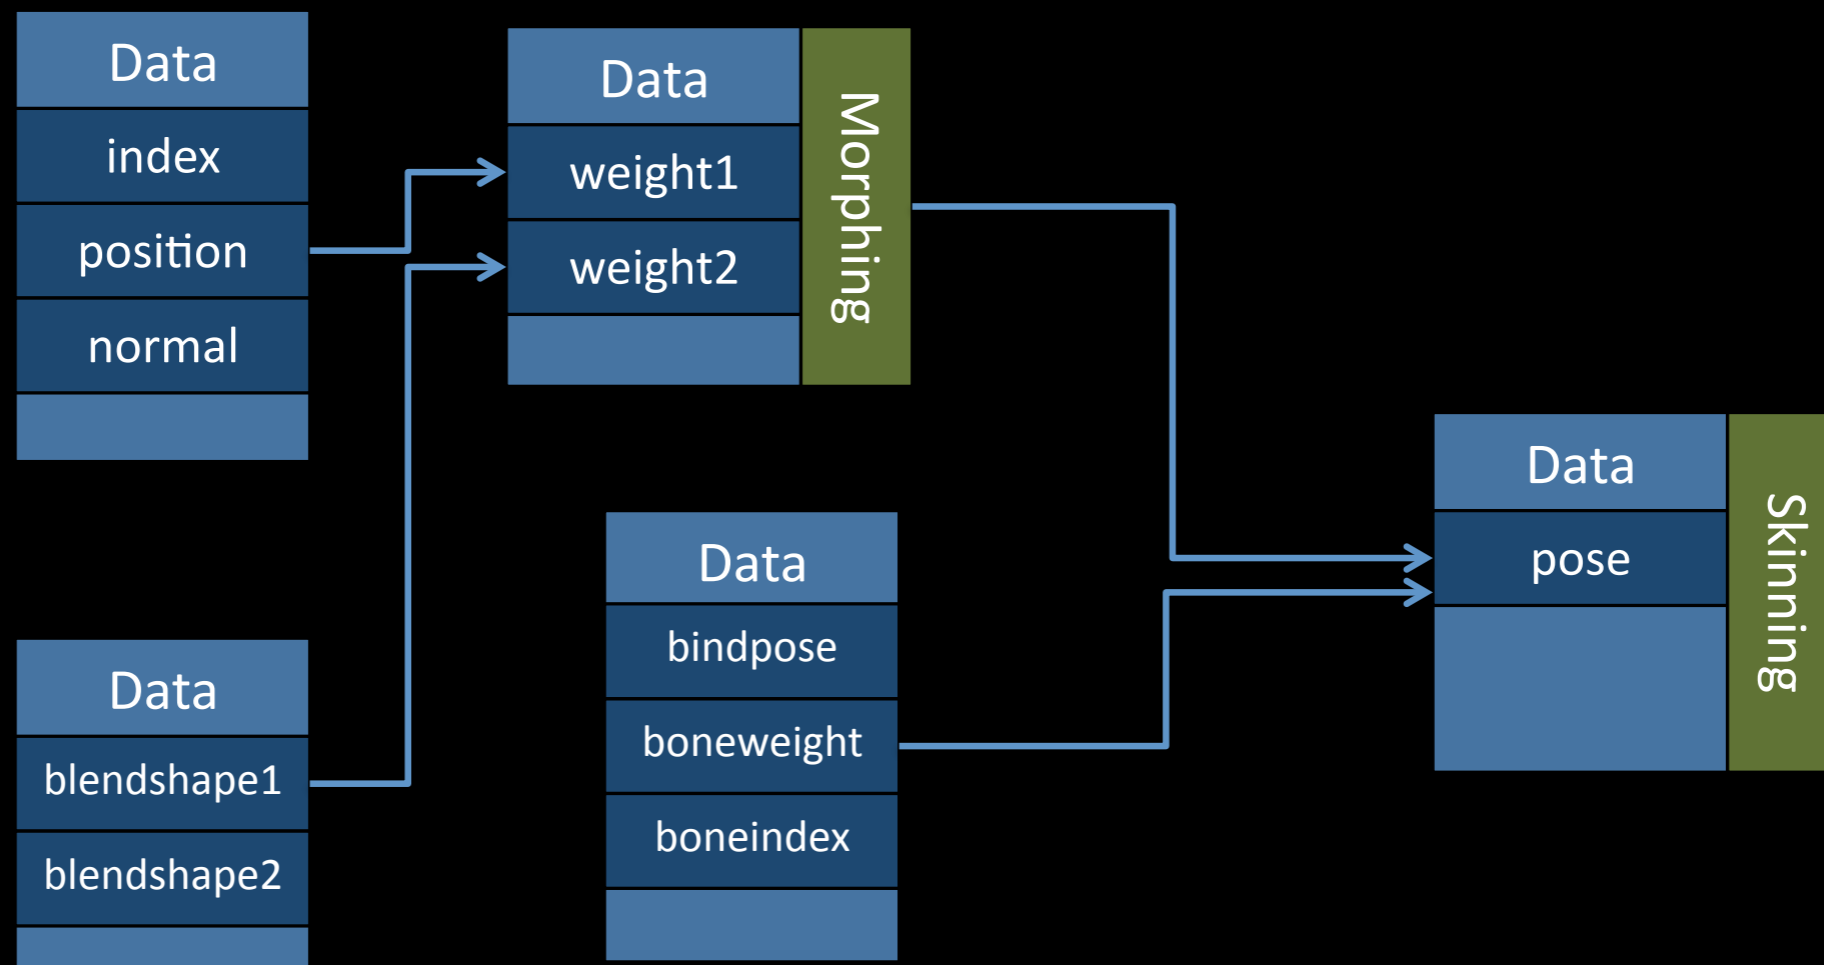 Data
index
position
normal
Data
weight1
weight2
Morphing
Data
blendshape1
blendshape2
Data
bindpose
boneweight
boneindex
Data
pose
Skinning